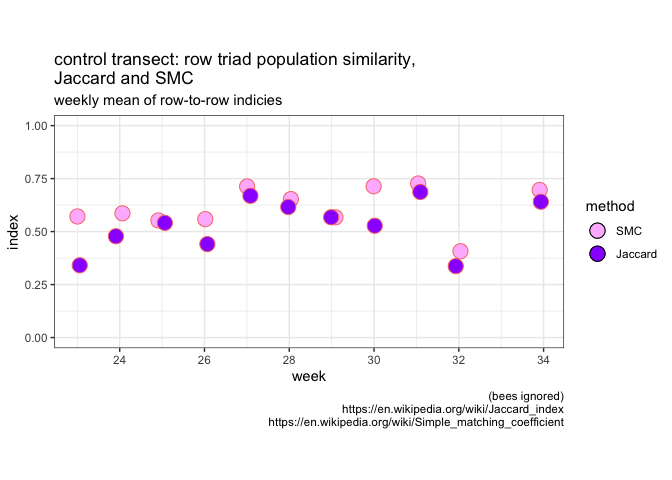 control transect: row triad population similarity,
Jaccard and SMC
weekly mean of row-to-row indicies
1.00
0.75
0.50
0.25
0.00
index
24
26
28
30
32
34
week
method
SMC
Jaccard
(bees ignored)
https://en.wikipedia.org/wiki/Jaccard_index
https://en.wikipedia.org/wiki/Simple_matching_coefficient